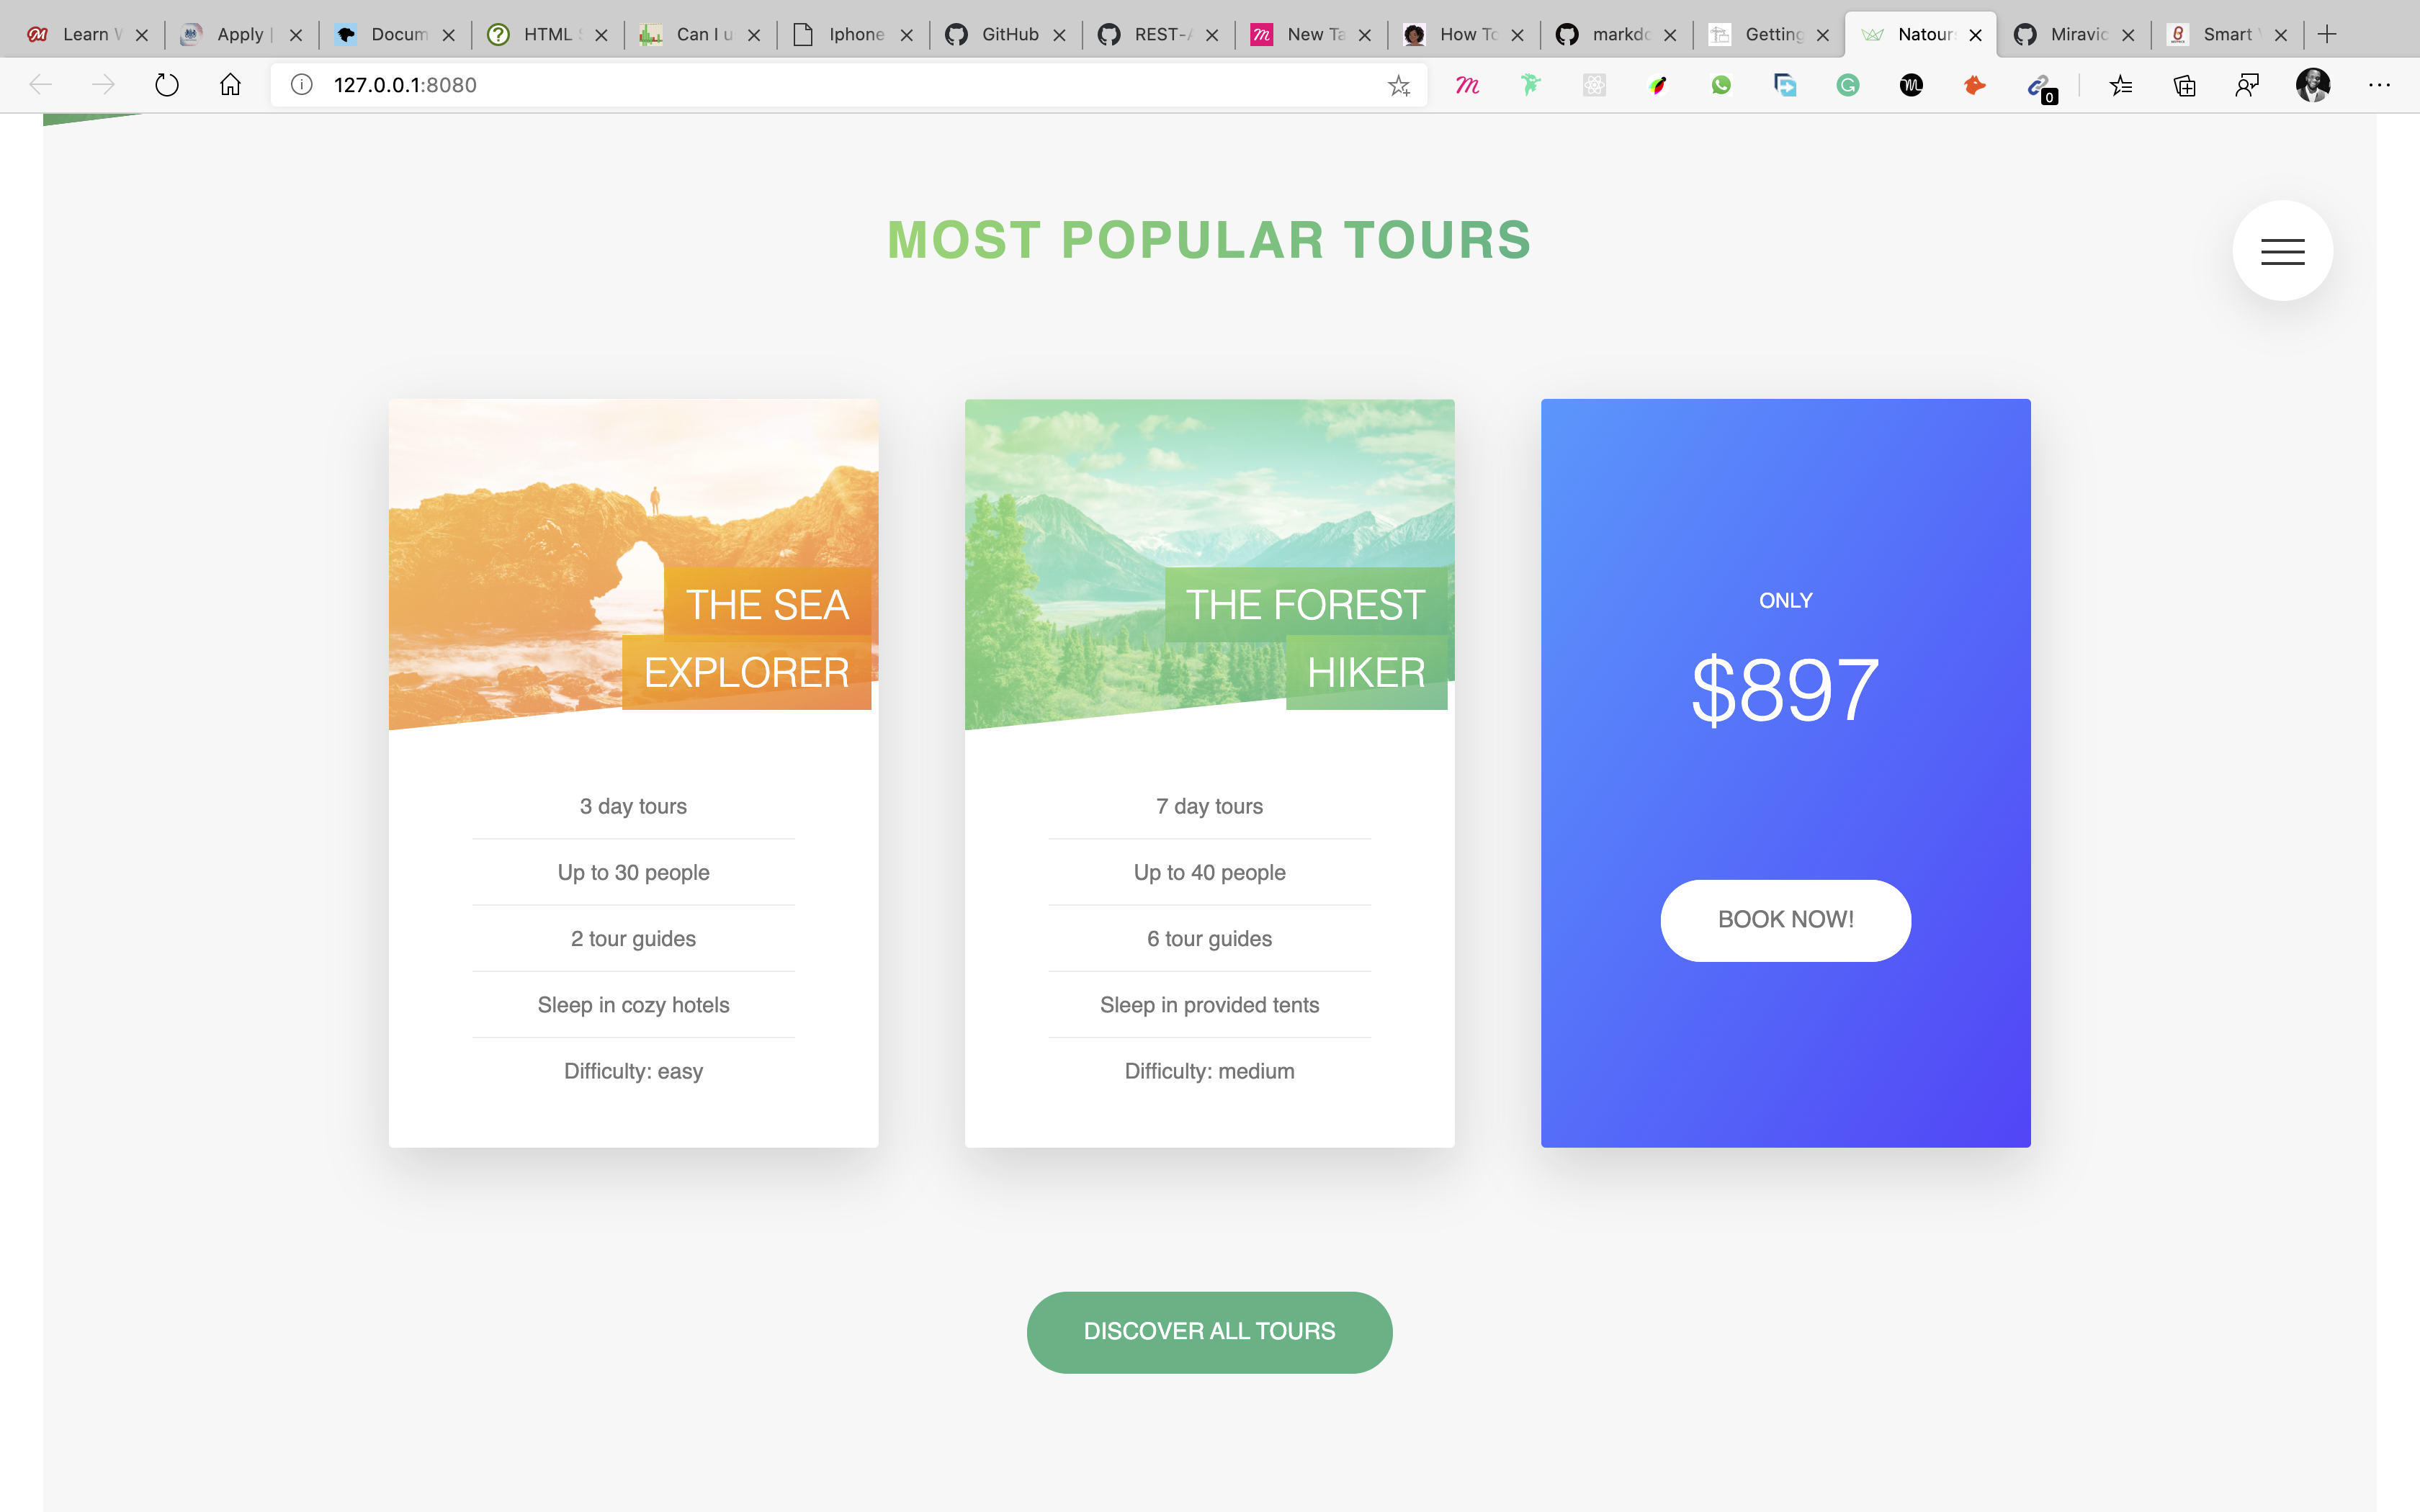 Learn
Apply
Docum
HTML
Can I u
Iphone
GitHub
REST-
New Ta
How To
markdo
Getting
Natours
Miravic
Smart
127.0.0.1:8080
0
MOST POPULAR TOURS
THE SEA
EXPLORER
3 day tours
Up to 30 people
2 tour guides
Sleep in cozy hotels
Difficulty: easy
THE FOREST
HIKER
7 day tours
Up to 40 people
6 tour guides
Sleep in provided tents
Difficulty: medium
ONLY
$897
BOOK NOW!
DISCOVER ALL TOURS